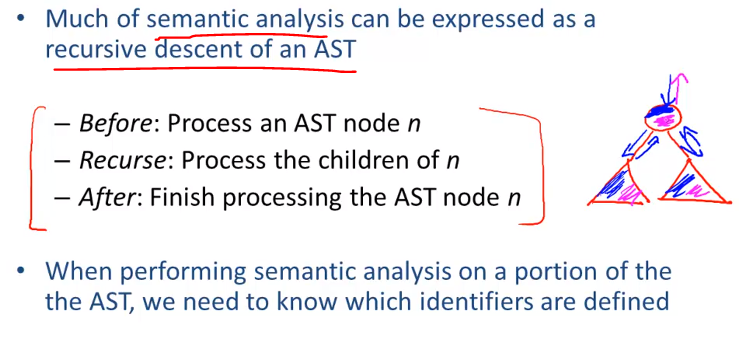 • Much of semantic analysis can be expressed as a
recursive descent of an AST
– Before: Process an AST node n
– Recurse: Process the children of n
– After: Finish processing the AST node n
• When performing semantic analysis on a portion of the
the AST, we need to know which identifiers are defined